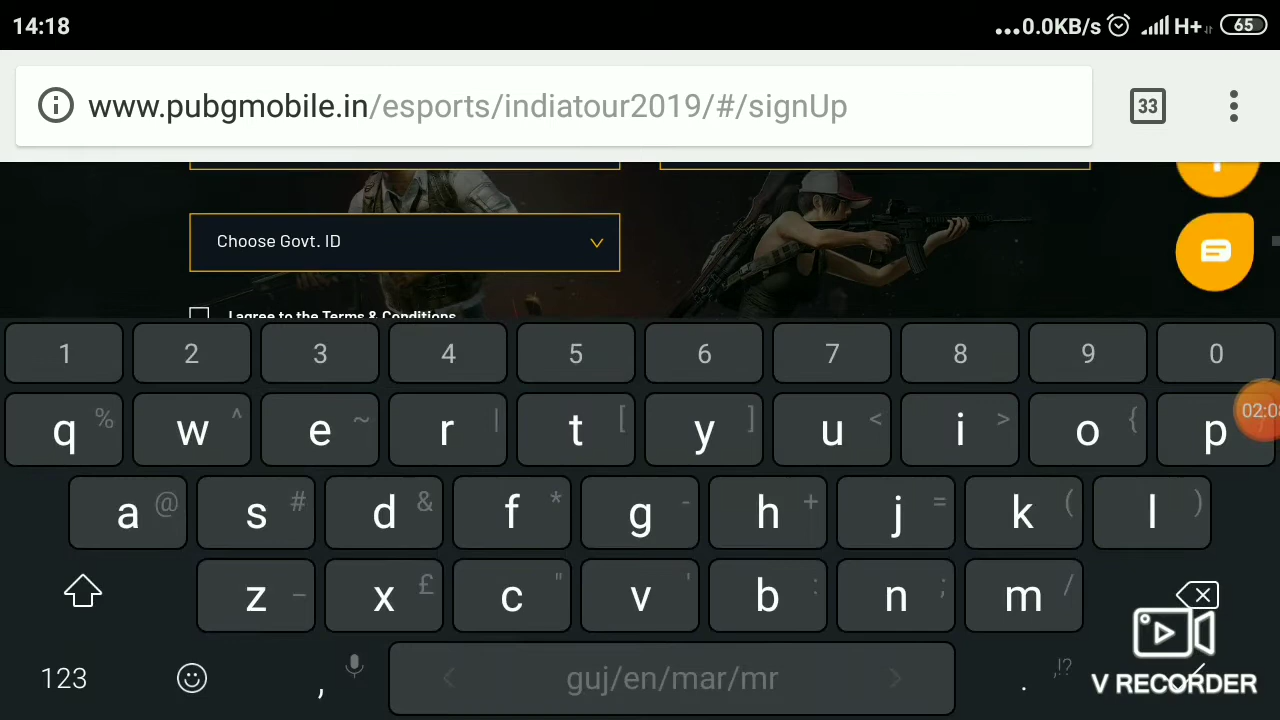 14:18
...0.0KB/s H+ 65
www.pubgmobile.in/esports/indiatour2019/#/signUp
33
Choose Govt. ID
I agree to the Terms & Conditions
1 2 3 4 5 6 7 8 9 0
q % w ^ e ~ r | t [ y ] u < i > o { p
02:08
a @ s # d & f * g - h + j = k ( l )
z _ x £ c " v ' b : n ; m /
123 , guj/en/mar/mr . ,!?
V RECORDER